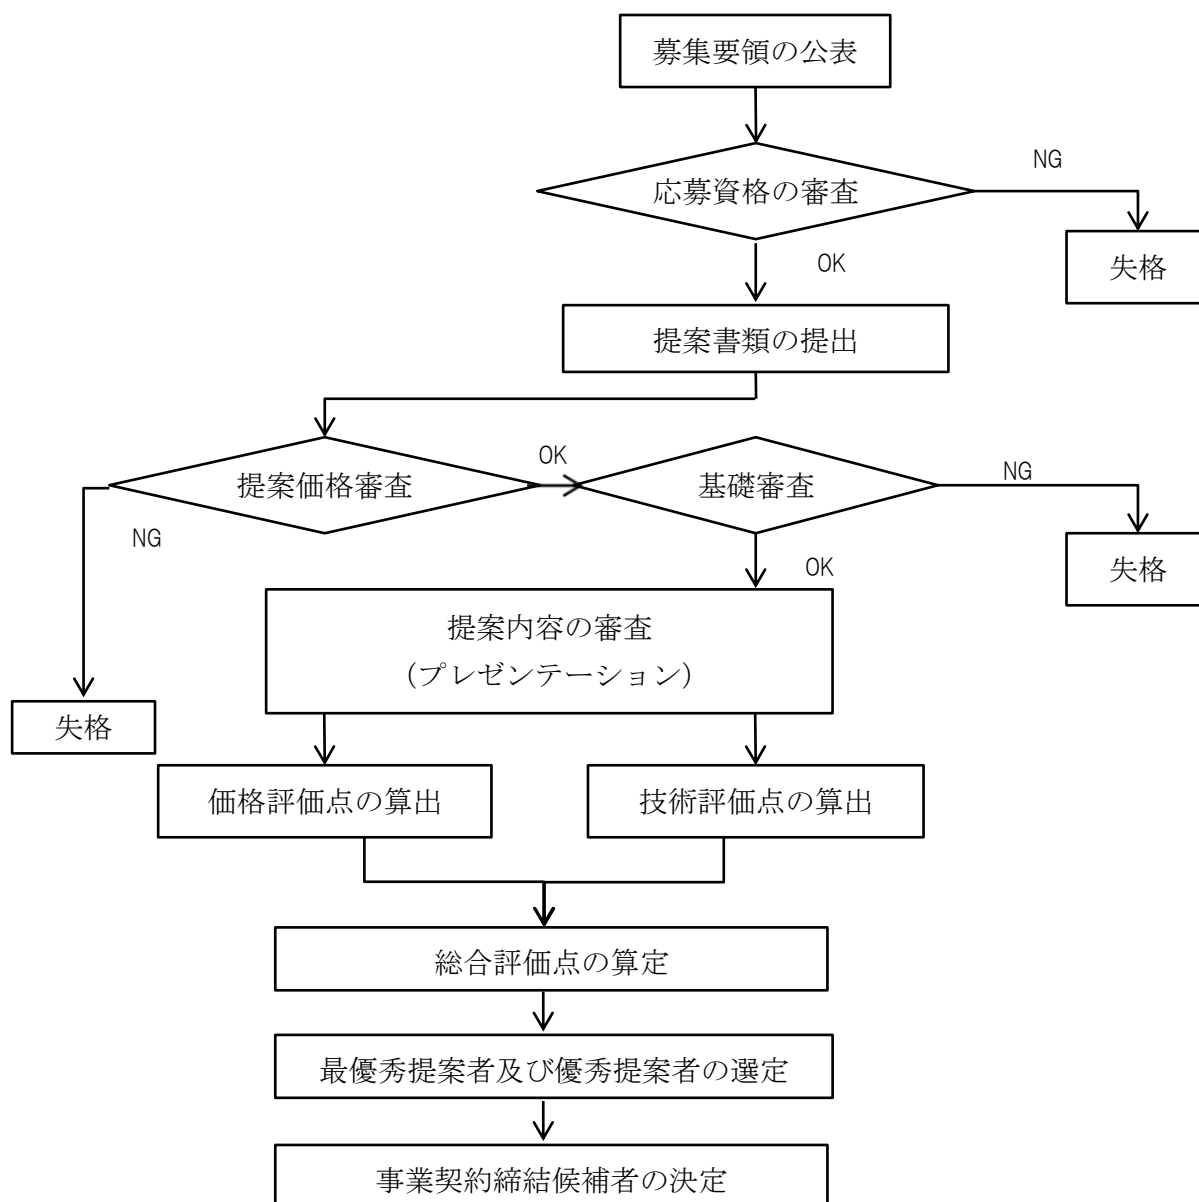 募集要領の公表
NG
応募資格の審査
失格
OK
提案書類の提出
OK
提案価格審査
基礎審査
NG
NG
失格
OK
提案内容の審査
(プレゼンテーション)
失格
価格評価点の算出
技術評価点の算出
総合評価点の算定
最優秀提案者及び優秀提案者の選定
事業契約締結候補者の決定